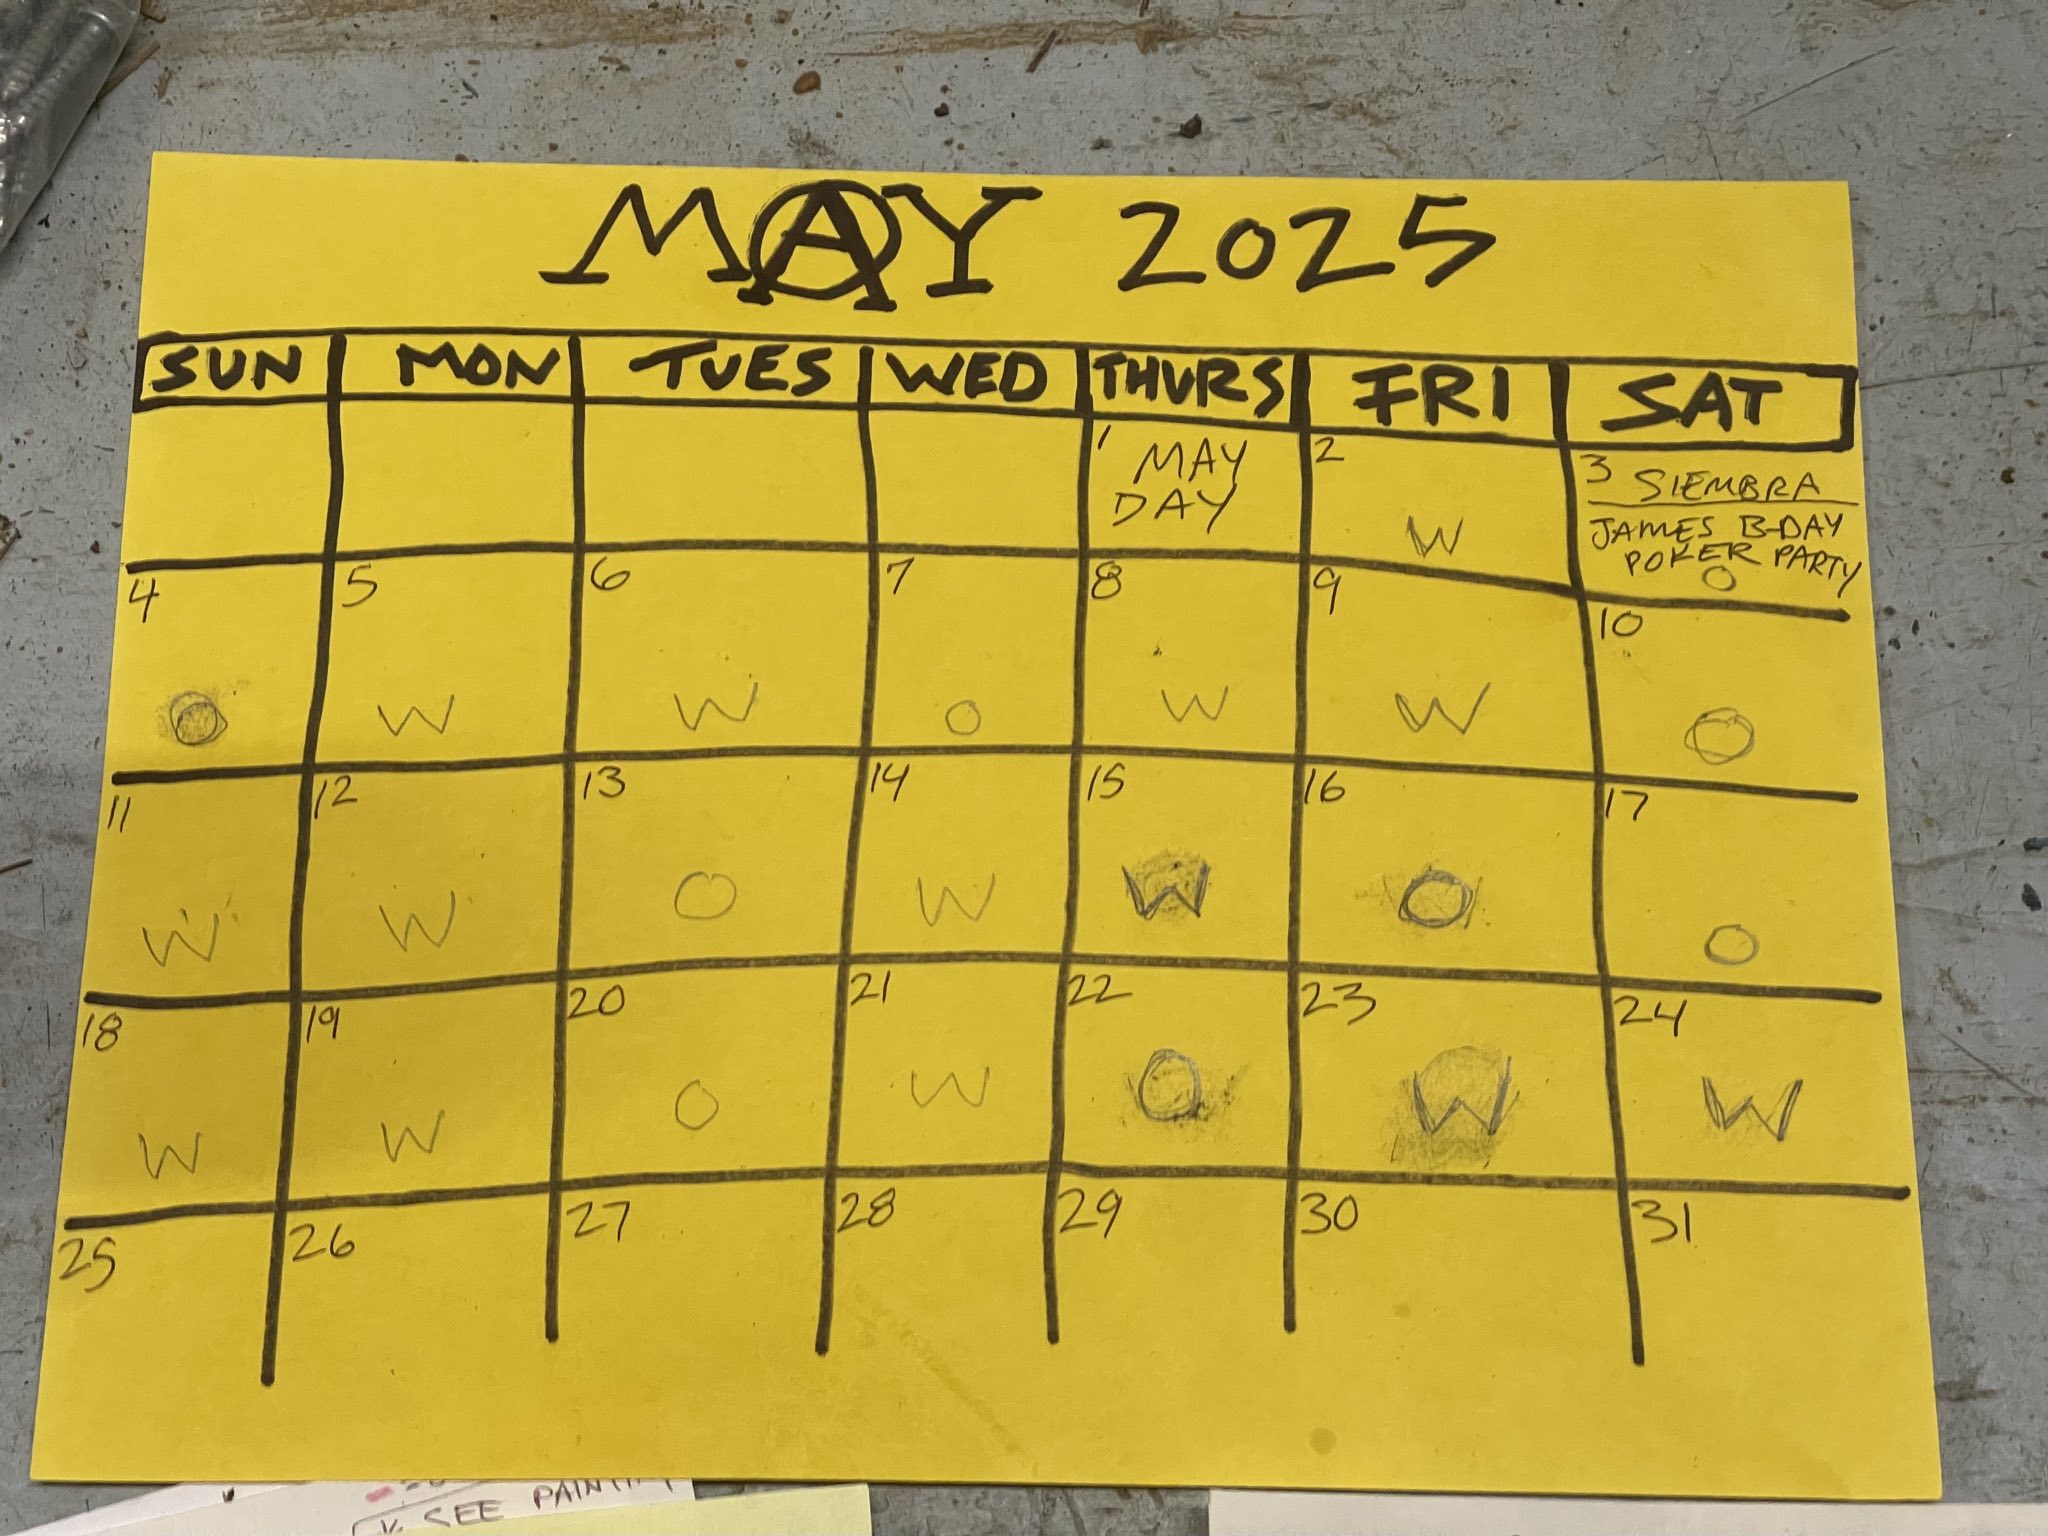 MAY 2025
SUN MON TUES WED THURS FRI SAT
1 MAY DAY
2 W
3 SIEMBRA
JAMES B-DAY
POKER PARTY
O
4 O
5 W
6 W
7 O
8 W
9 W
10 O
11 W
12 W
13 O
14 W
15 W
16 O
17 O
18 W
19 W
20 O
21 W
22 O
23 W
24 W
25
26
27
28
29
30
31
SEE